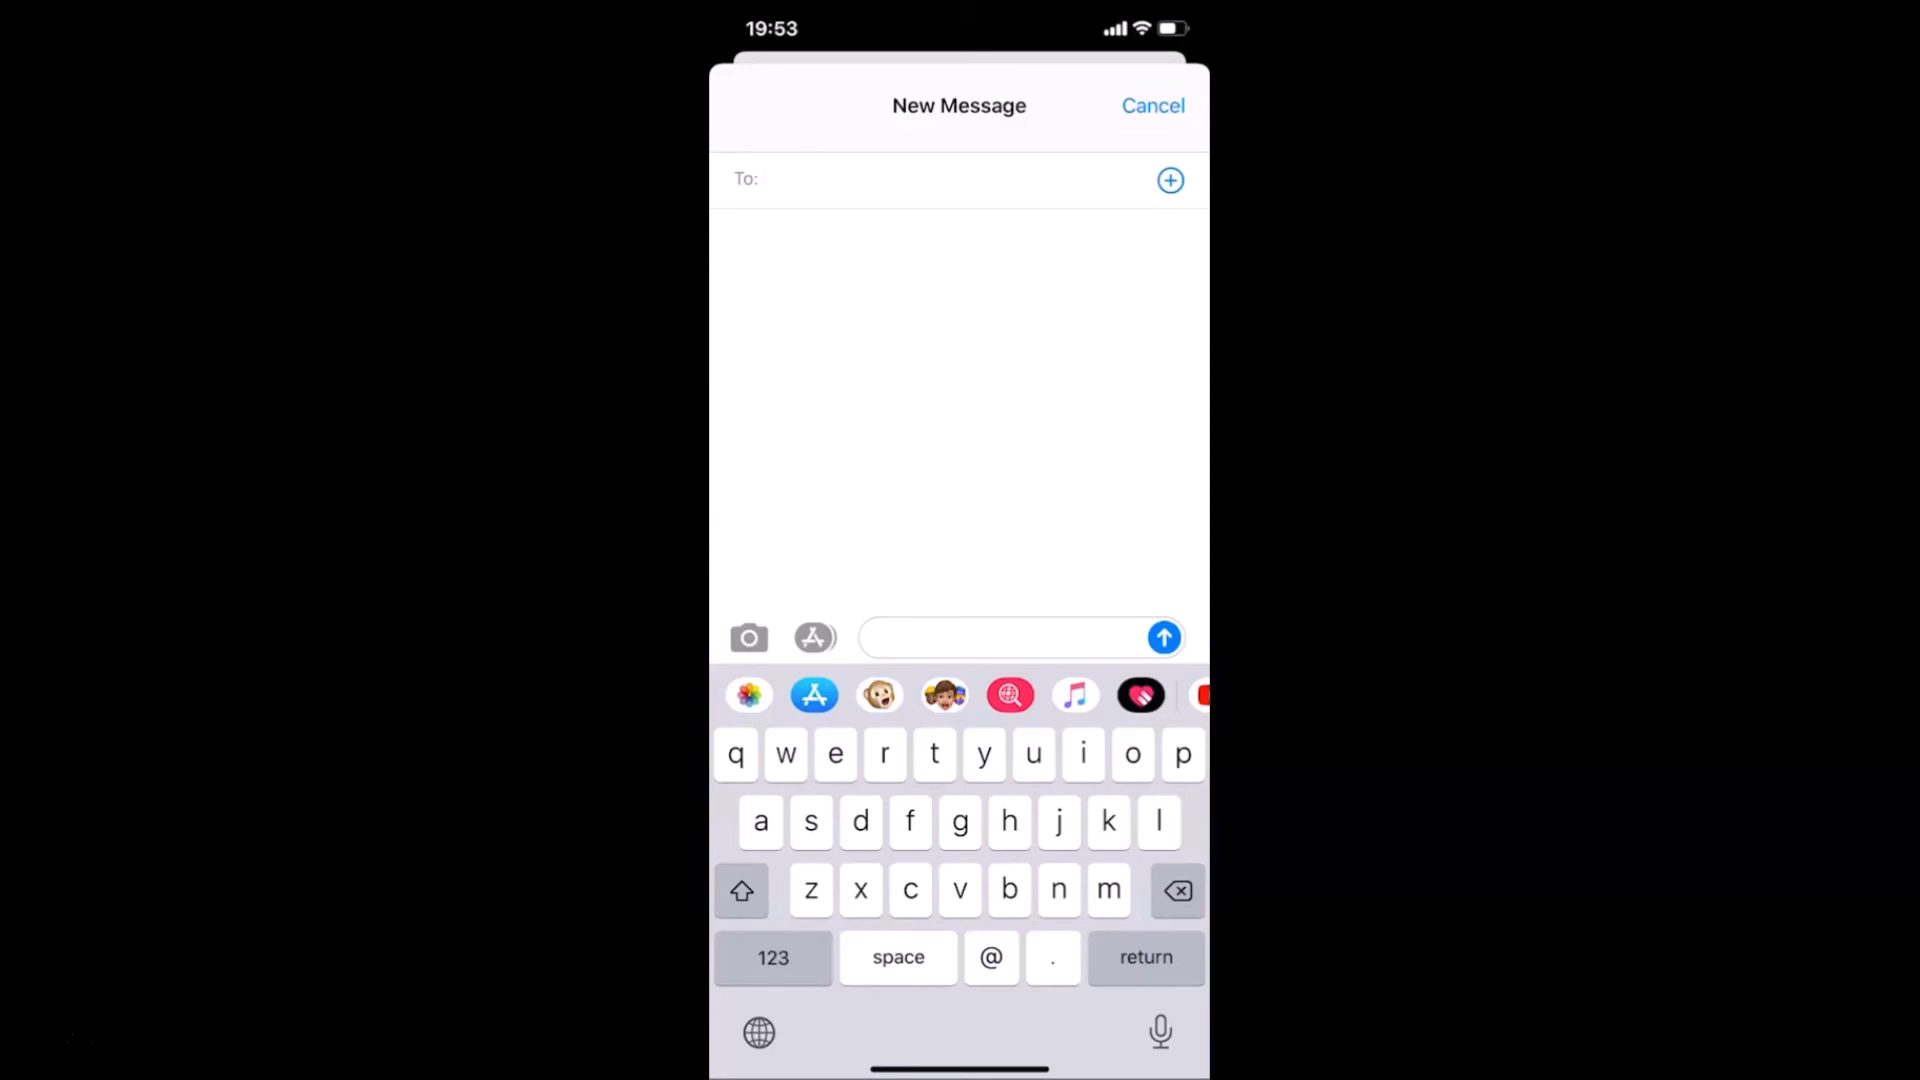 19:53
New Message Cancel
To:
q w e r t y u i o p
a s d f g h j k l
z x c v b n m
123 space @ . return